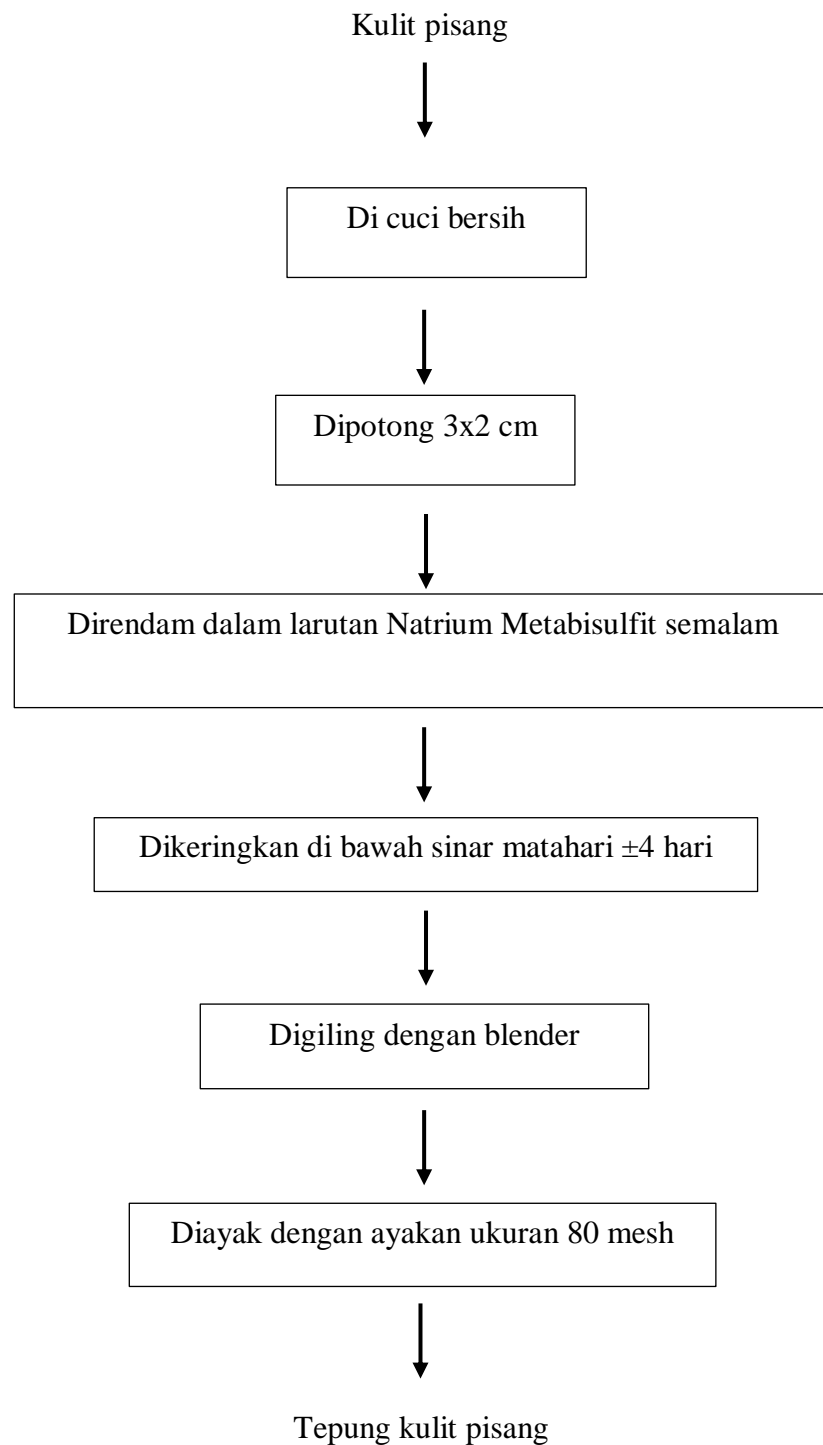 Kulit pisang
Di cuci bersih
Dipotong 3x2 cm
Direndam dalam larutan Natrium Metabisulfit semalam
Dikeringkan di bawah sinar matahari ±4 hari
Digiling dengan blender
Diayak dengan ayakan ukuran 80 mesh
Tepung kulit pisang